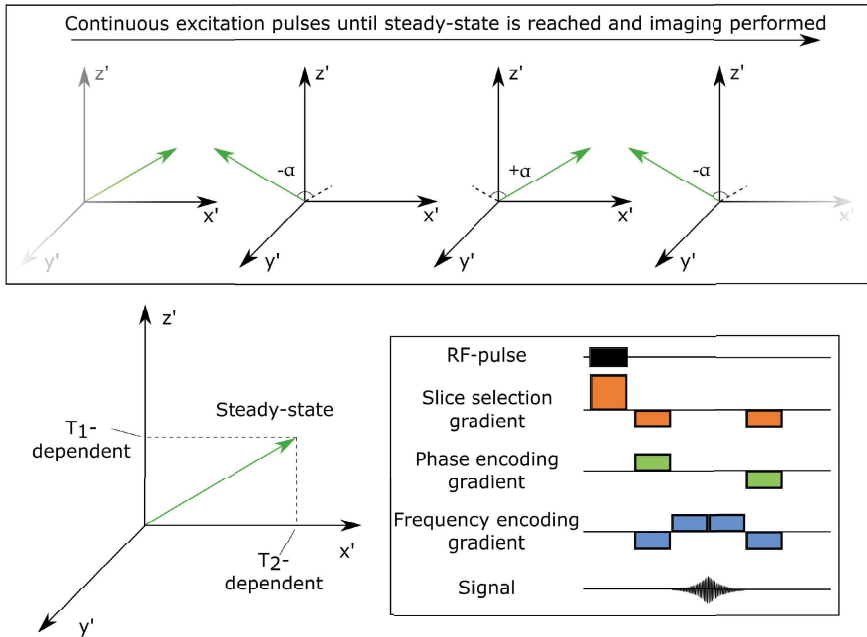 Continuous excitation pulses until steady-state is reached and imaging performed
z'
x'
y'
z'
-α
x'
y'
z'
+α
x'
y'
z'
-α
x'
y'
z'
Steady-state
T1-
dependent
x'
T2-
dependent
y'
RF-pulse
Slice selection
gradient
Phase encoding
gradient
Frequency encoding
gradient
Signal